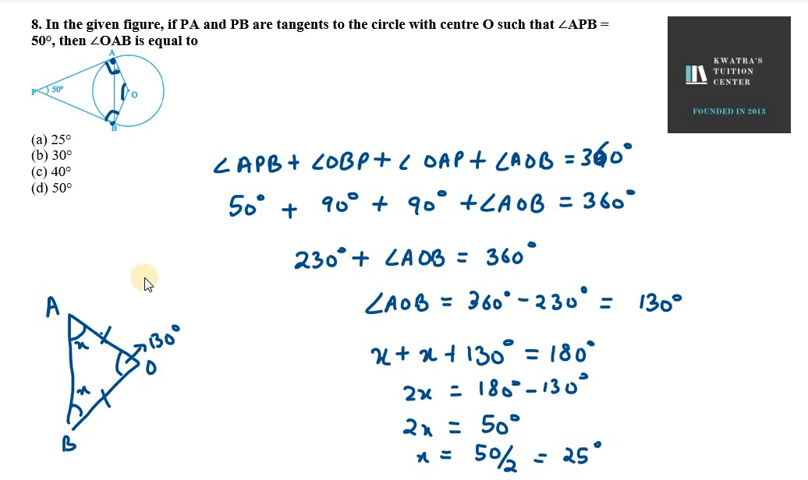 8. In the given figure, if PA and PB are tangents to the circle with centre O such that ∠APB =
50°, then ∠OAB is equal to
A
P 50° O
B
(a) 25°
(b) 30°
(c) 40°
(d) 50°
KWATRA'S
TUITION
CENTER
FOUNDED IN 2013
∠APB + ∠OBP + ∠OAP + ∠AOB = 360°
50° + 90° + 90° + ∠AOB = 360°
230° + ∠AOB = 360°
∠AOB = 360° - 230° = 130°
x + x + 130° = 180°
2x = 180° - 130°
2x = 50°
x = 50/2 = 25°
A
x 130°
O
x
B